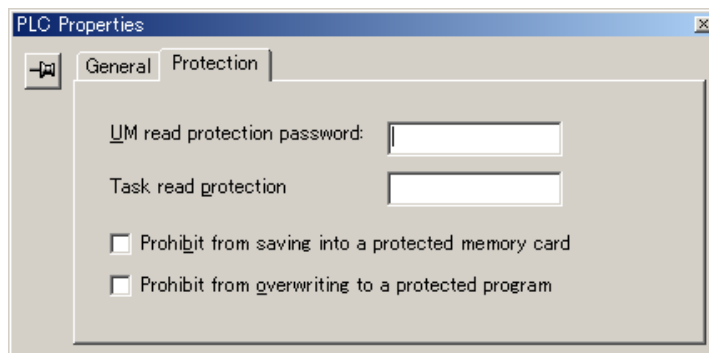 PLC Properties
General Protection
UM read protection password:
Task read protection
Prohibit from saving into a protected memory card
Prohibit from overwriting to a protected program